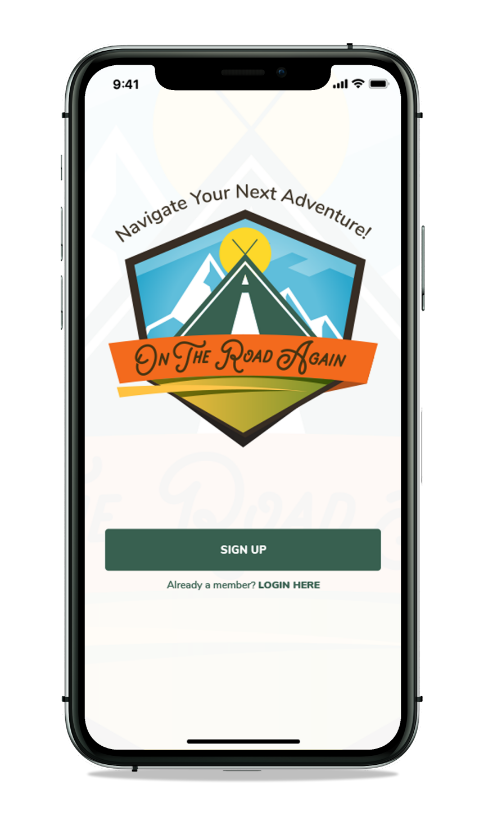 9:41
Navigate Your Next Adventure!
On The Road Again
SIGN UP
Already a member? LOGIN HERE